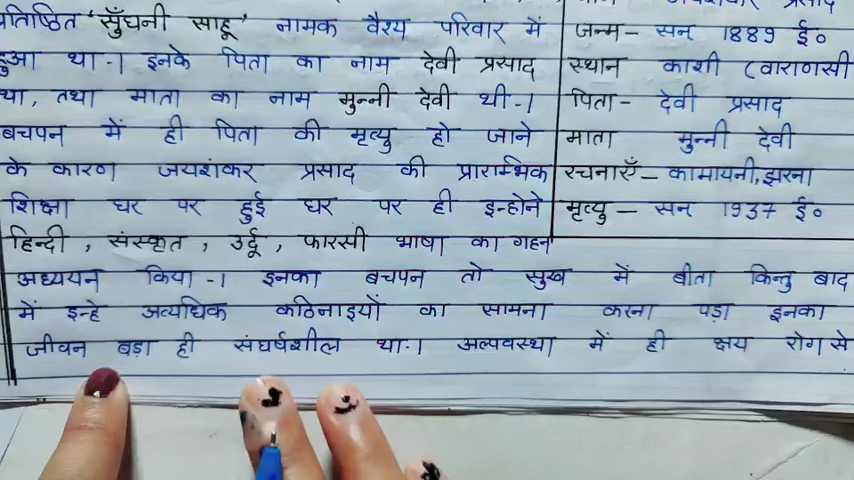 प्रतिष्ठित 'सुँघनी साहू' नामक वैश्य परिवार में
हुआ था-। इनके पिता का नाम देवी प्रसाद
था, तथा माता का नाम मुन्नी देवी थी-।
बचपन में ही पिता की मृत्यु हो जाने
के कारण जयशंकर प्रसाद की प्रारम्भिक
शिक्षा घर पर हुई घर पर ही इन्होने
हिन्दी, संस्कृत, उर्दू, फारसी भाषा का गहन
अध्ययन किया-। इनका बचपन तो सुख में बीता किन्तु बाद
में इन्हे अत्यधिक कठिनाइयों का सामना करना पड़ा इनका
जीवन बड़ा ही संघर्षशील था-। अल्पवस्था में ही क्षय रोग से
प्रसाद
जन्म- सन् 1889 ई०
स्थान काशी (वाराणसी
पिता- देवी प्रसाद
माता मुन्नी देवी
रचनाएँ- कामायनी, झरना
मृत्यु- सन् 1937 ई०